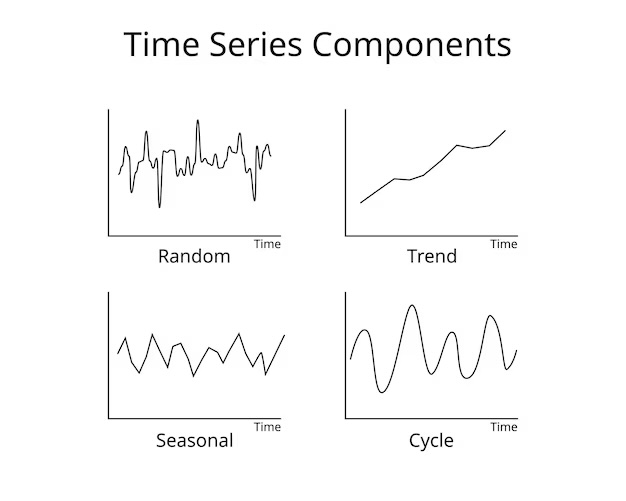 Time Series Components
Time
Random
Time
Trend
Time
Seasonal
Time
Cycle